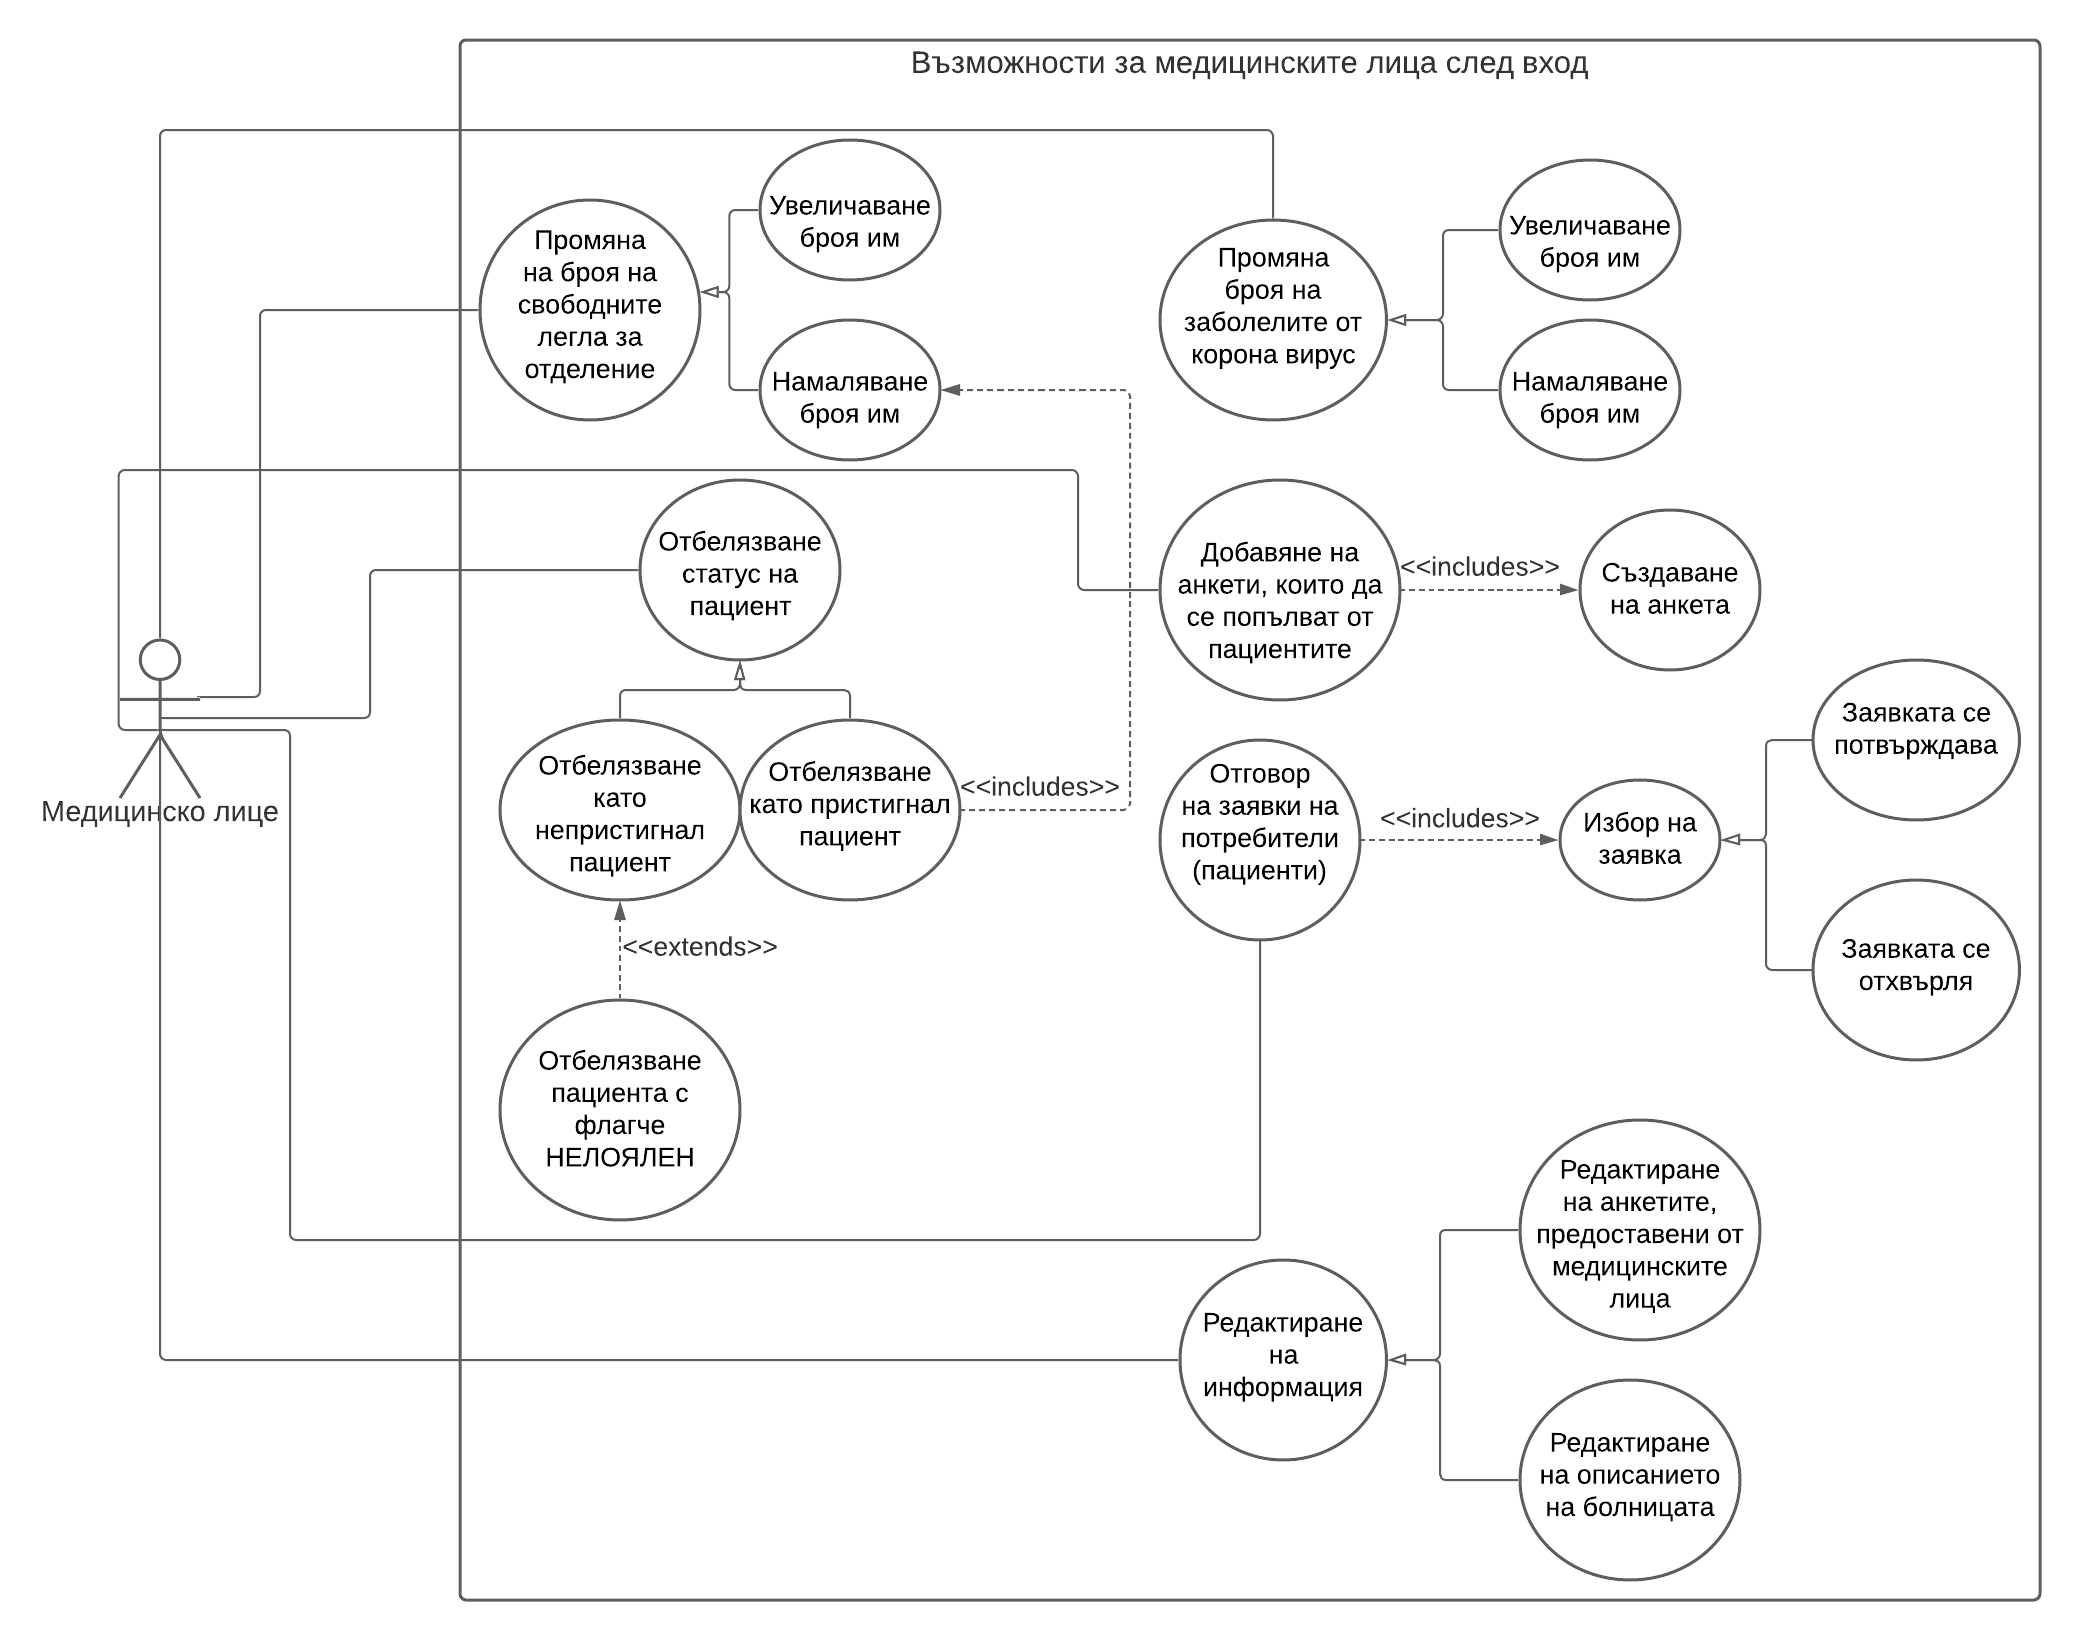 Възможности за медицинските лица след вход
Промяна
на броя на
свободните
легла за
отделение
Увеличаване
броя им
Намаляване
броя им
Промяна
броя на
заболелите от
корона вирус
Увеличаване
броя им
Намаляване
броя им
Отбелязване
статус на
пациент
Добавяне на
анкети, които да
се попълват от
пациентите
<<includes>>
Създаване
на анкета
Медицинско лице
Отбелязване
като
непристигнал
пациент
Отбелязване
като пристигнал
пациент
<<includes>>
Отговор
на заявки на
потребители
(пациенти)
<<includes>>
Избор на
заявка
Заявката се
потвърждава
Заявката се
отхвърля
<<extends>>
Отбелязване
пациента с
флагче
НЕЛОЯЛЕН
Редактиране
на
информация
Редактиране
на анкетите,
предоставени от
медицинските
лица
Редактиране
на описанието
на болницата